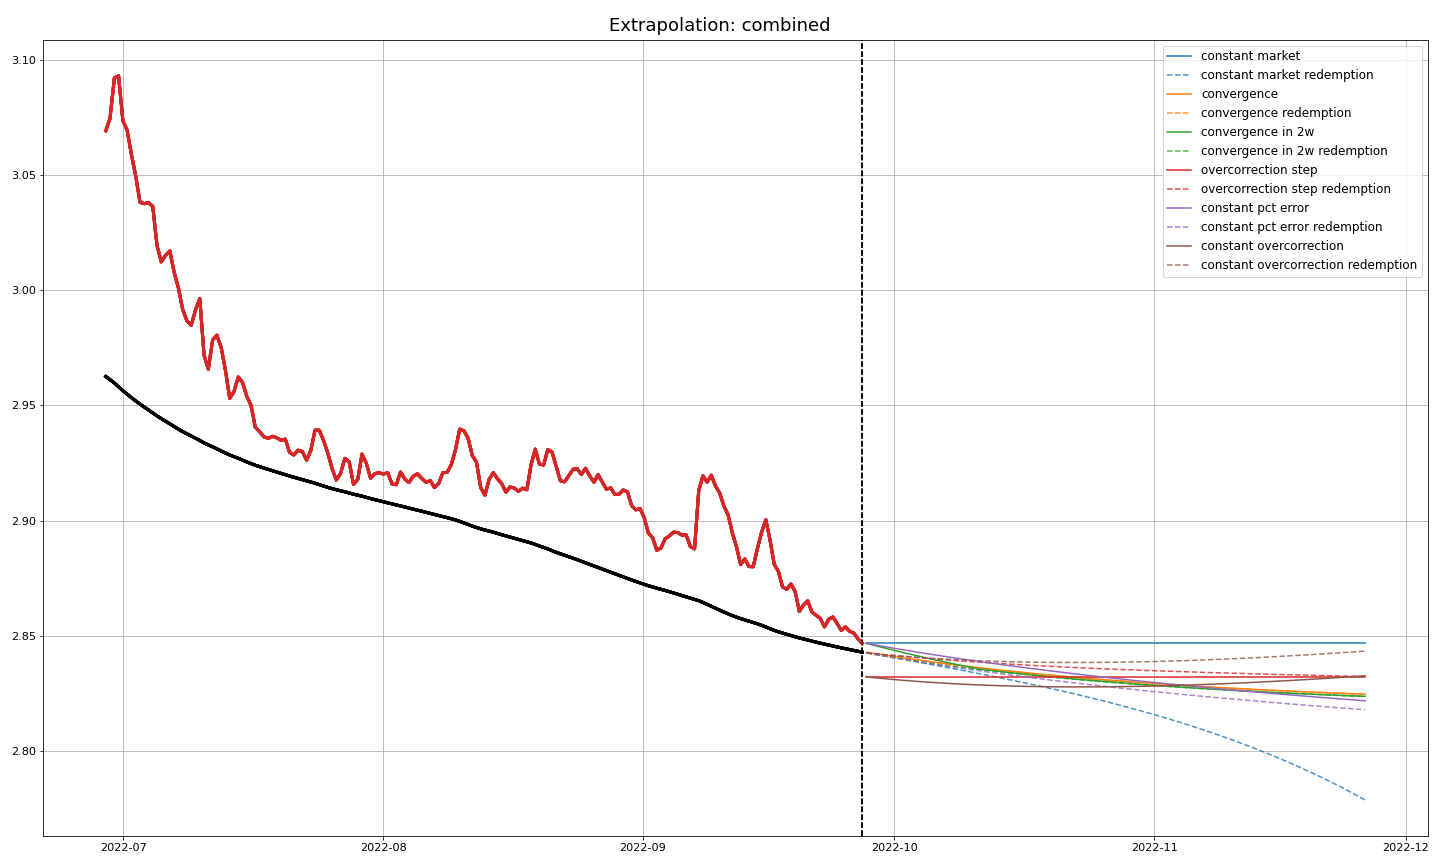 Extrapolation: combined
3.10
3.05
3.00
2.95
2.90
2.85
2.80
constant market
constant market redemption
convergence
convergence redemption
convergence in 2w
convergence in 2w redemption
overcorrection step
overcorrection step redemption
constant pct error
constant pct error redemption
constant overcorrection
constant overcorrection redemption
2022-07
2022-08
2022-09
2022-10
2022-11
2022-12